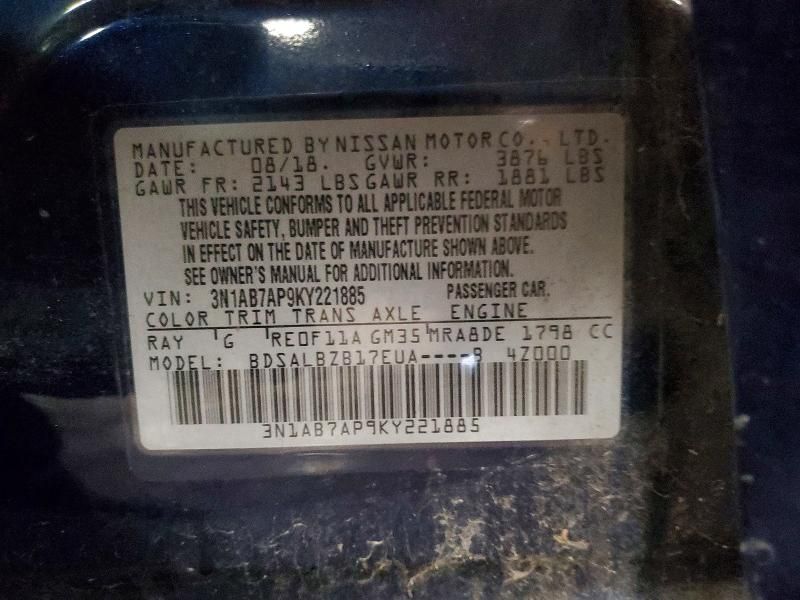 MANUFACTURED BY NISSAN MOTOR CO., LTD.
DATE: 08/18. GVWR: 3876 LBS
GAWR FR: 2143 LBS GAWR RR: 1881 LBS
THIS VEHICLE CONFORMS TO ALL APPLICABLE FEDERAL MOTOR
VEHICLE SAFETY, BUMPER AND THEFT PREVENTION STANDARDS
IN EFFECT ON THE DATE OF MANUFACTURE SHOWN ABOVE.
SEE OWNER'S MANUAL FOR ADDITIONAL INFORMATION.
VIN: 3N1AB7AP9KY221885 PASSENGER CAR.
COLOR TRIM TRANS AXLE ENGINE
RAY G RE0F11A GM35 MRA8DE 1798 CC
MODEL: BDSALBZB17EUA----8 4Z000
3N1AB7AP9KY221885